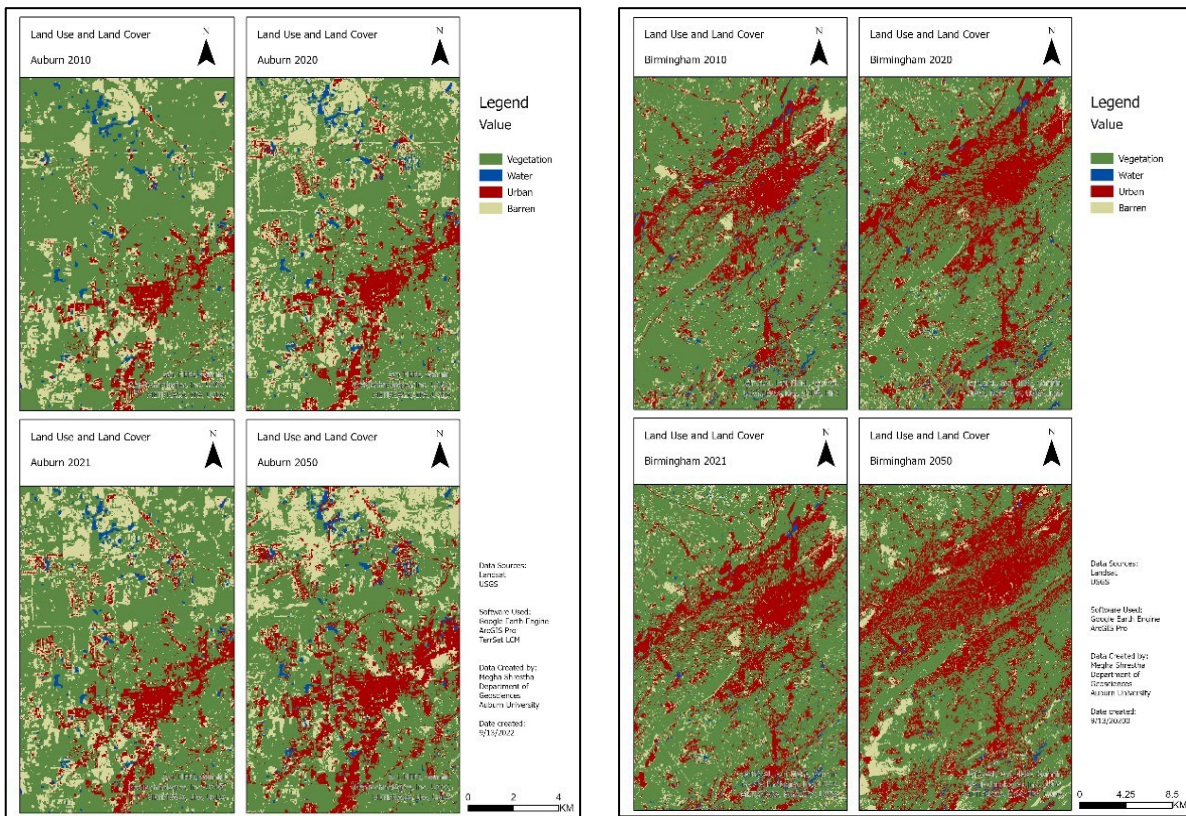 Land Use and Land Cover
N
Auburn 2010
Land Use and Land Cover
N
Auburn 2020
Legend
Value
Vegetation
Water
Urban
Barren
Land Use and Land Cover
N
Auburn 2021
Land Use and Land Cover
N
Auburn 2050
Data Sources:
Landsat
USGS
Software Used:
Google Earth Engine
ArcGIS Pro
TerrSet LCM
Data Created by:
Megha Shrestha
Department of
Geosciences
Auburn University
Date created:
9/13/2022
0 2 4
KM
Land Use and Land Cover
N
Birmingham 2010
Land Use and Land Cover
N
Birmingham 2020
Legend
Value
Vegetation
Water
Urban
Barren
Land Use and Land Cover
N
Birmingham 2021
Land Use and Land Cover
N
Birmingham 2050
Data Sources:
Landsat
USGS
Software Used:
Google Earth Engine
ArcGIS Pro
Data Created by:
Megha Shrestha
Department of
Geosciences
Auburn University
Date created:
0 4.25 8.5
KM